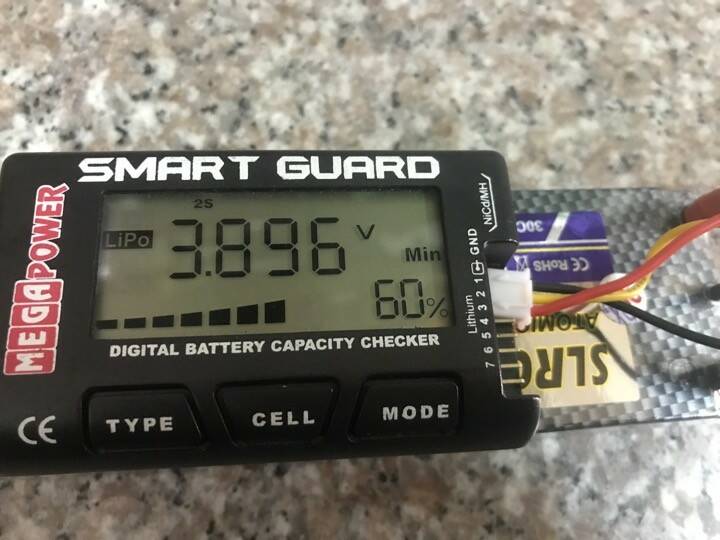 SMART GUARD
MEGAPOWER
2S
LiPo
3.896 V
Min
60%
DIGITAL BATTERY CAPACITY CHECKER
NiCd/MH
Lithium
7 6 5 4 3 2 1 GND
CE
TYPE
CELL
MODE
30C
CE RoHS
ATOMIC
SLRC